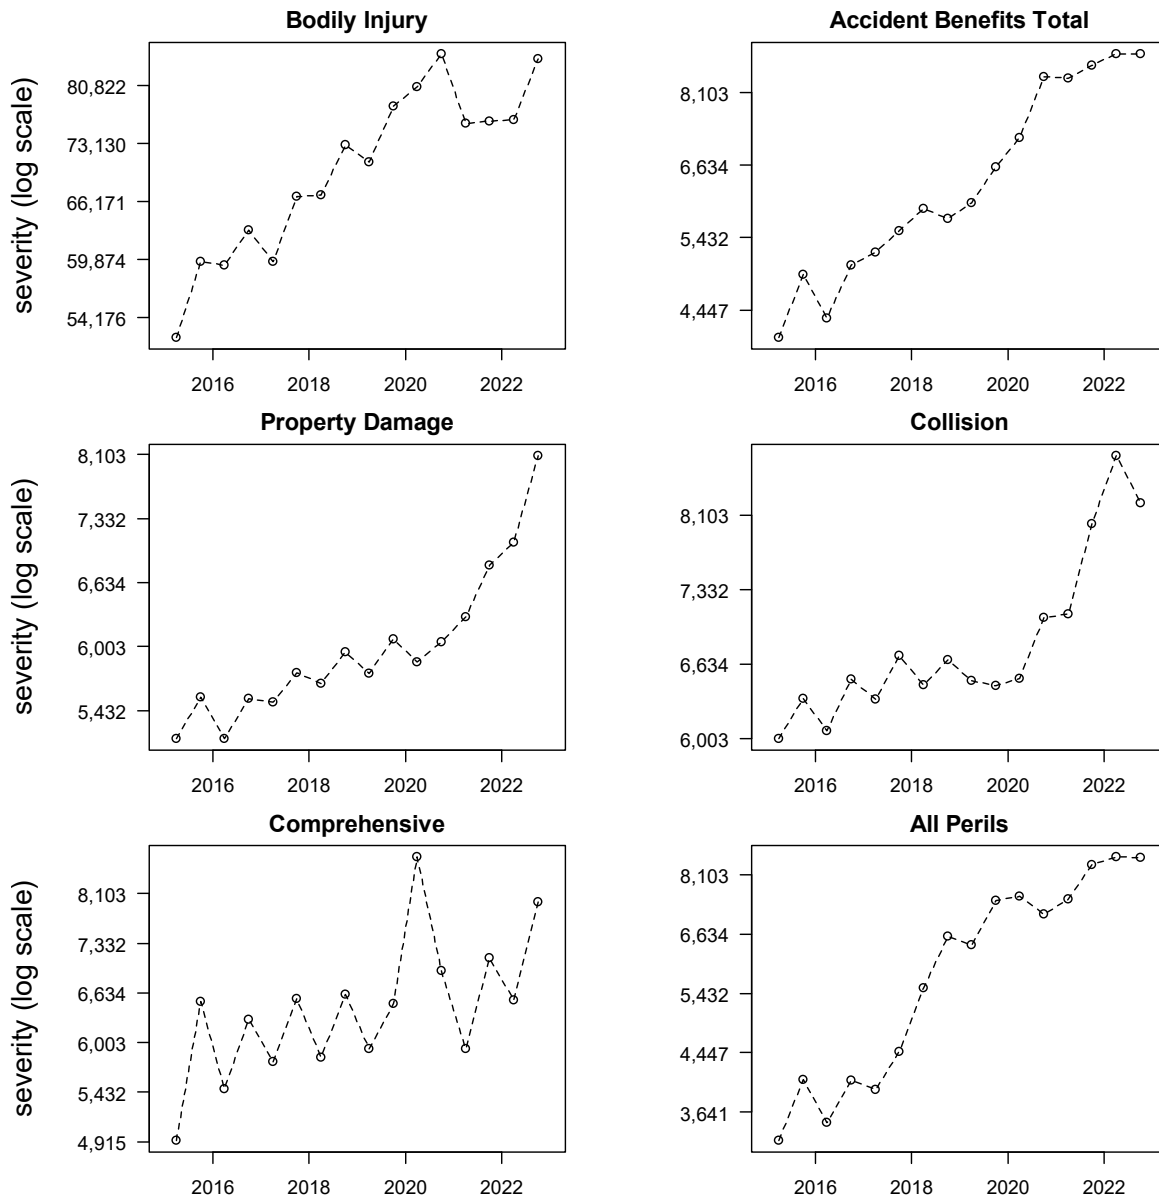 Bodily Injury
severity (log scale)
80,822
73,130
66,171
59,874
54,176
2016 2018 2020 2022
Accident Benefits Total
8,103
6,634
5,432
4,447
2016 2018 2020 2022
Property Damage
severity (log scale)
8,103
7,332
6,634
6,003
5,432
2016 2018 2020 2022
Collision
8,103
7,332
6,634
6,003
2016 2018 2020 2022
Comprehensive
severity (log scale)
8,103
7,332
6,634
6,003
5,432
4,915
2016 2018 2020 2022
All Perils
8,103
6,634
5,432
4,447
3,641
2016 2018 2020 2022